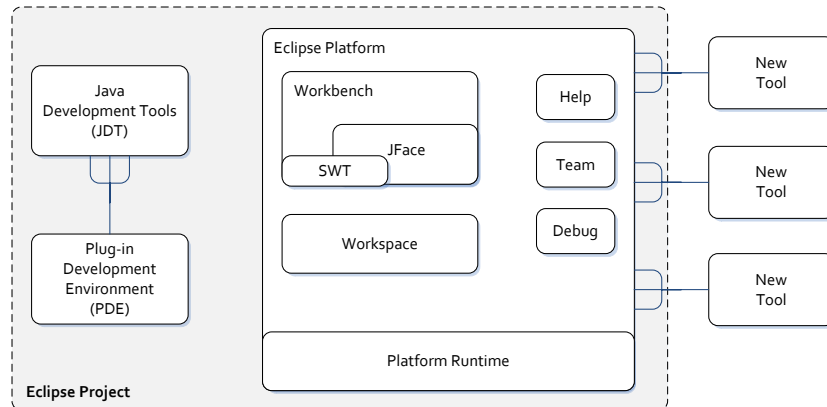 Eclipse Platform
Java
Development Tools
(JDT)
Plug-in
Development
Environment
(PDE)
Workbench
JFace
SWT
Workspace
Help
Team
Debug
Platform Runtime
Eclipse Project
New
Tool
New
Tool
New
Tool